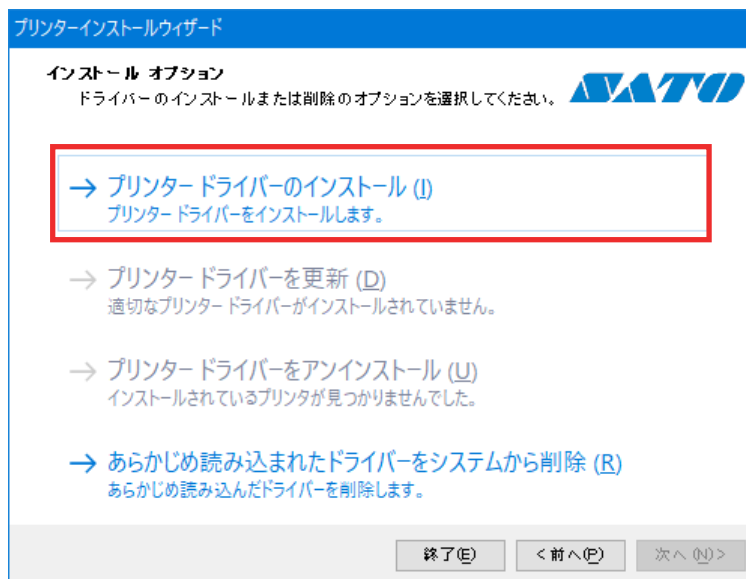 プリンターインストールウィザード
インストール オプション
ドライバーのインストールまたは削除のオプションを選択してください。
SATO
→ プリンター ドライバーのインストール (I)
プリンター ドライバーをインストールします。
→ プリンター ドライバーを更新 (D)
適切なプリンター ドライバーがインストールされていません。
→ プリンター ドライバーをアンインストール (U)
インストールされているプリンタが見つかりませんでした。
→ あらかじめ読み込まれたドライバーをシステムから削除 (R)
あらかじめ読み込んだドライバーを削除します。
終了(E) <前へ(P) 次へ(N)>